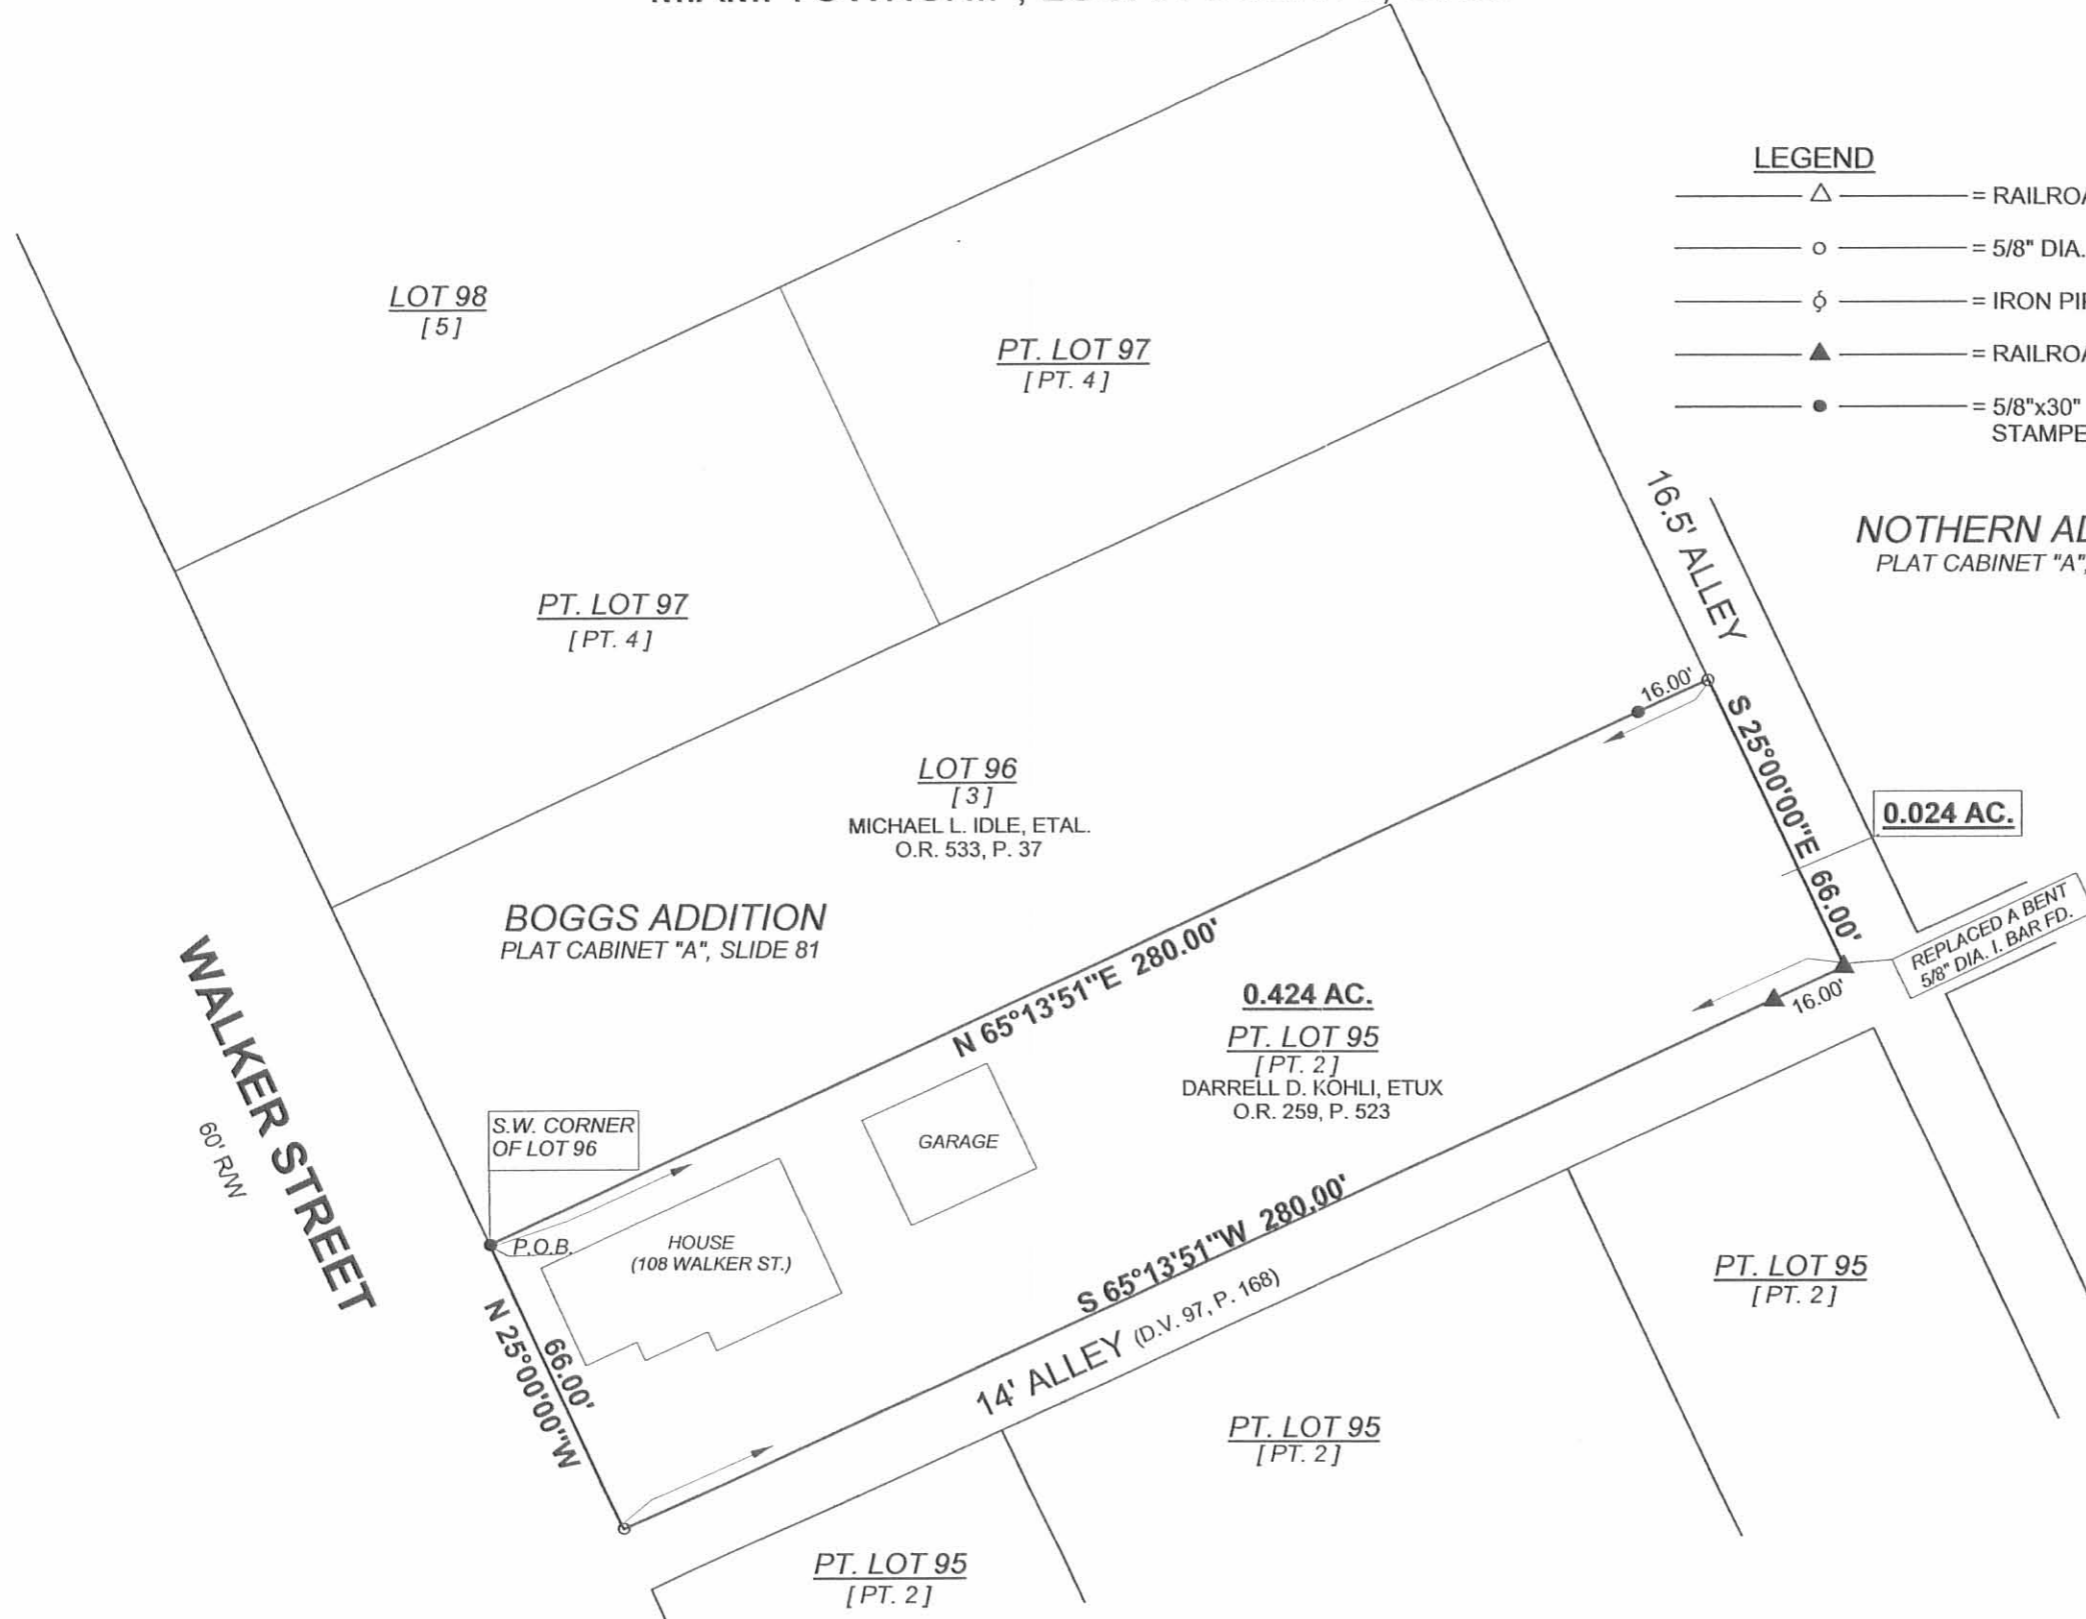 LEGEND
= 5/8" DIA.
= IRON
= 5/8"x30"
LOT 98
[ 5 ]
PT. LOT 97
[ PT. 4 ]
16.5' ALLEY
NOTHERN
PLAT CABINET "A",
PT. LOT 97
[ PT. 4 ]
16.00'
S 25°00'00"E 66.00'
LOT 96
[ 3 ]
MICHAEL L. IDLE, ETAL.
O.R. 533, P. 37
0.024 AC.
BOGGS ADDITION
PLAT CABINET "A", SLIDE 81
REPLACED A BENT
5/8" DIA. I. BAR FD.
WALKER STREET
60' R/W
N 65°13'51"E 280.00'
0.424 AC.
PT. LOT 95
[ PT. 2 ]
DARRELL D. KOHLI, ETUX
O.R. 259, P. 523
16.00'
S.W. CORNER
OF LOT 96
GARAGE
P.O.B.
HOUSE
(108 WALKER ST.)
S 65°13'51"W 280.00'
14' ALLEY (D.V. 97, P. 168)
N 25°00'00"W
66.00'
PT. LOT 95
[ PT. 2 ]
PT. LOT 95
[ PT. 2 ]
PT. LOT 95
[ PT. 2 ]